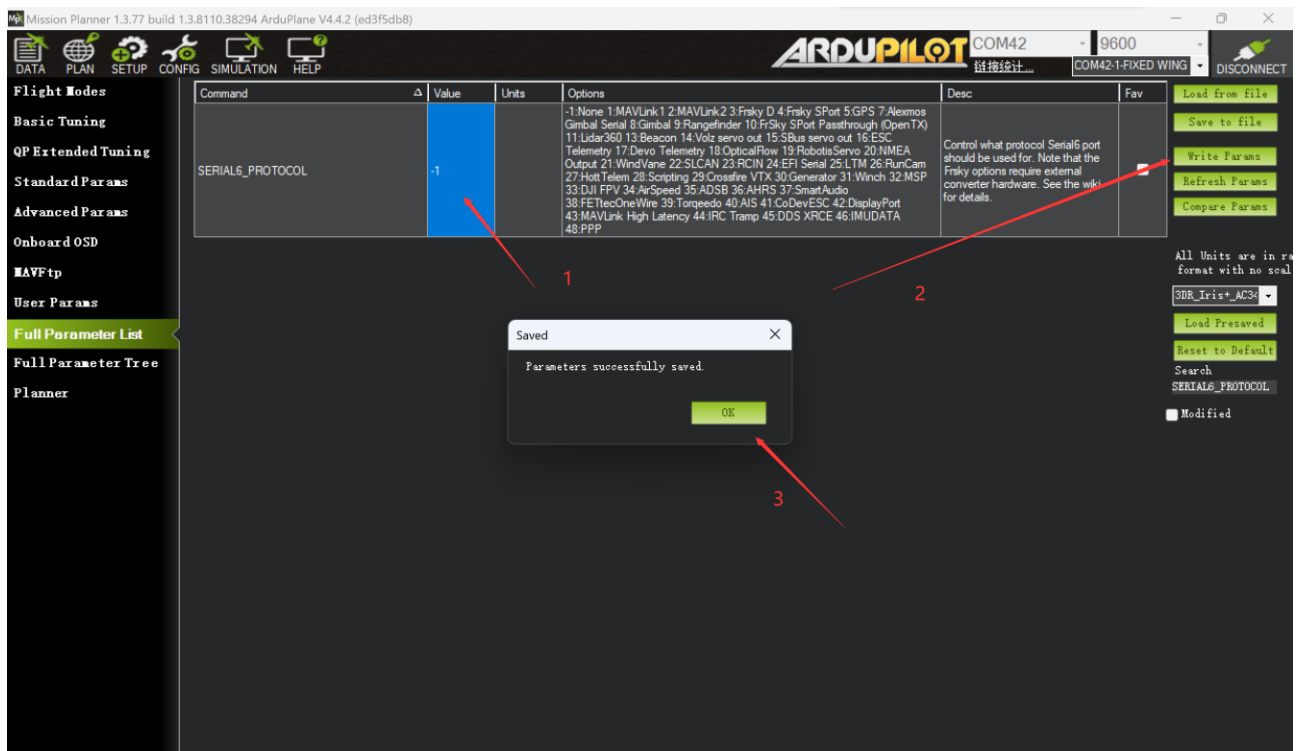 Mission Planner 1.3.77 build 1.3.8110.38294 ArduPlane V4.4.2 (ed3f5db8)
DATA PLAN SETUP CONFIG SIMULATION HELP
ARDUPILOT
COM42 9600
链接统计... COM42-1-FIXED WING DISCONNECT
Flight Modes
Basic Tuning
QP Extended Tuning
Standard Params
Advanced Params
Onboard OSD
MAVFtp
User Params
Full Parameter List
Full Parameter Tree
Planner
Command Value Units Options Desc Fav
SERIAL6_PROTOCOL
-1
-1:None 1:MAVLink1 2:MAVLink2 3:Frsky D 4:Frsky SPort 5:GPS 7:Alexmos
Gimbal Serial 8:Gimbal 9:Rangefinder 10:FrSky SPort Passthrough (OpenTX)
11:Lidar360 13:Beacon 14:Volz servo out 15:SBus servo out 16:ESC
Telemetry 17:Devo Telemetry 18:OpticalFlow 19:RobotisServo 20:NMEA
Output 21:WindVane 22:SLCAN 23:RCIN 24:EFI Serial 25:LTM 26:RunCam
27:HottTelem 28:Scripting 29:Crossfire VTX 30:Generator 31:Winch 32:MSP
33:DJI FPV 34:AirSpeed 35:ADSB 36:AHRS 37:SmartAudio
38:FETtecOneWire 39:Torqeedo 40:AIS 41:CoDevESC 42:DisplayPort
43:MAVLink High Latency 44:IRC Tramp 45:DDS XRCE 46:IMUDATA
48:PPP
Control what protocol Serial6 port
should be used for. Note that the
Frsky options require external
converter hardware. See the wiki
for details.
Load from file
Save to file
Write Params
Refresh Params
Compare Params
All Units are in ra
format with no scal
3DR_Iris+_AC34
Load Presaved
Reset to Default
Search
SERIAL6_PROTOCOL
Modified
1
2
Saved
Parameters successfully saved.
OK
3